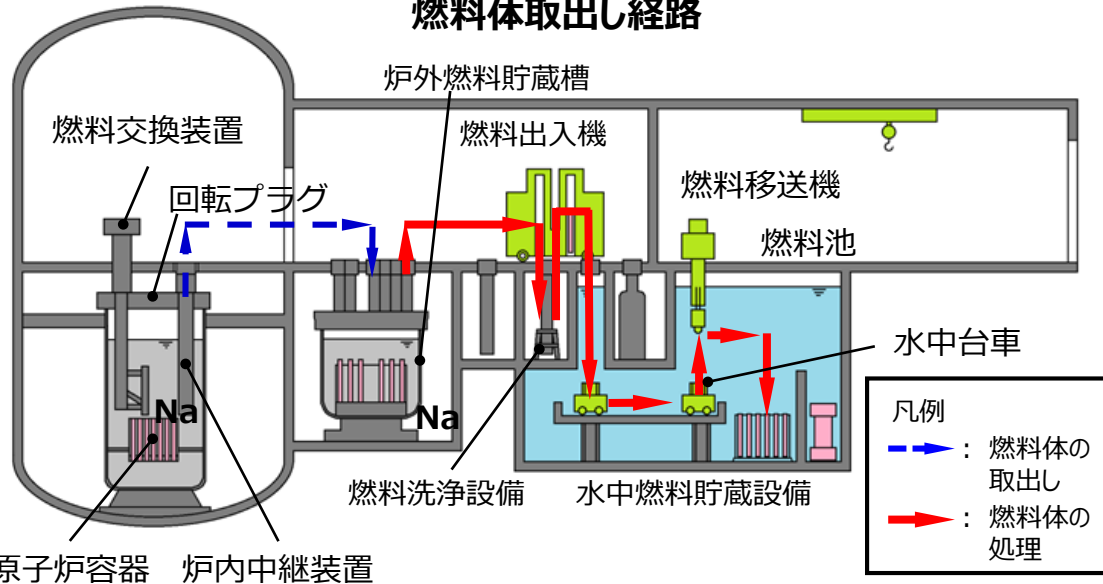 燃料体取出し経路
炉外燃料貯蔵槽
燃料交換装置
燃料出入機
回転プラグ
燃料移送機
燃料池
水中台車
Na
Na
凡例
： 燃料体の
取出し
： 燃料体の
処理
燃料洗浄設備
水中燃料貯蔵設備
原子炉容器
炉内中継装置